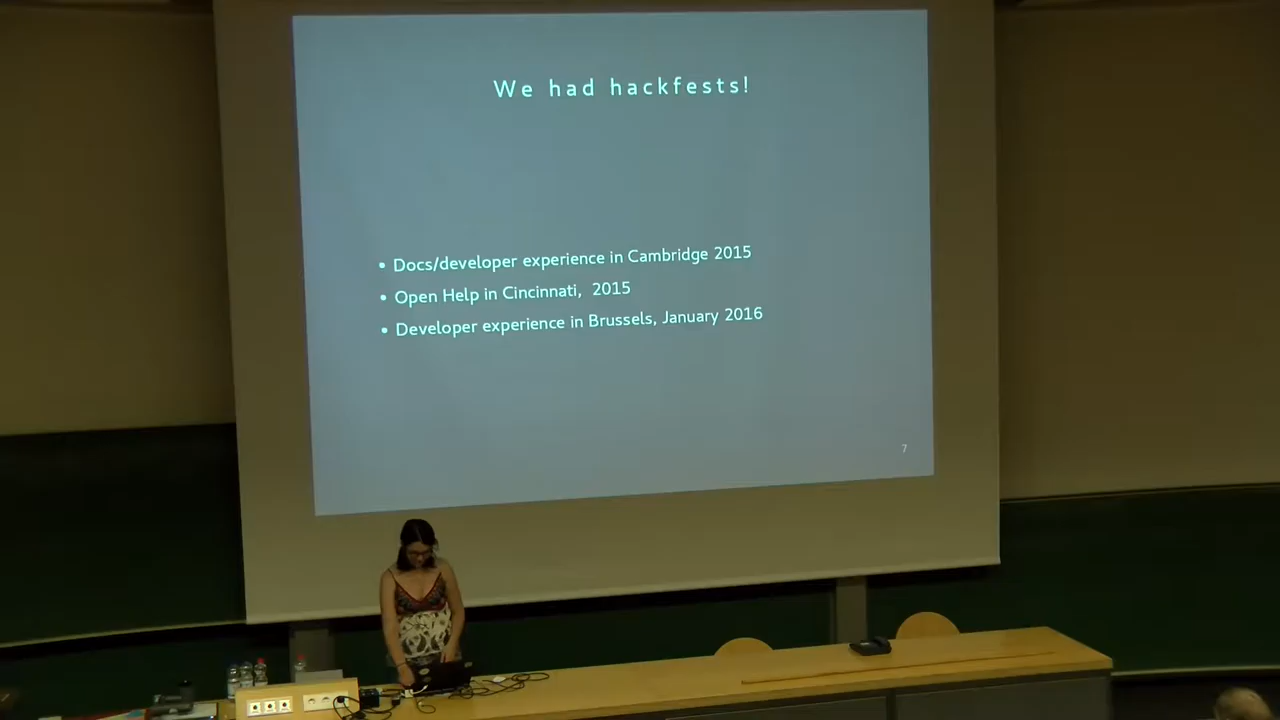 We had hackfests!
• Docs/developer experience in Cambridge 2015
• Open Help in Cincinnati, 2015
• Developer experience in Brussels, January 2016
7